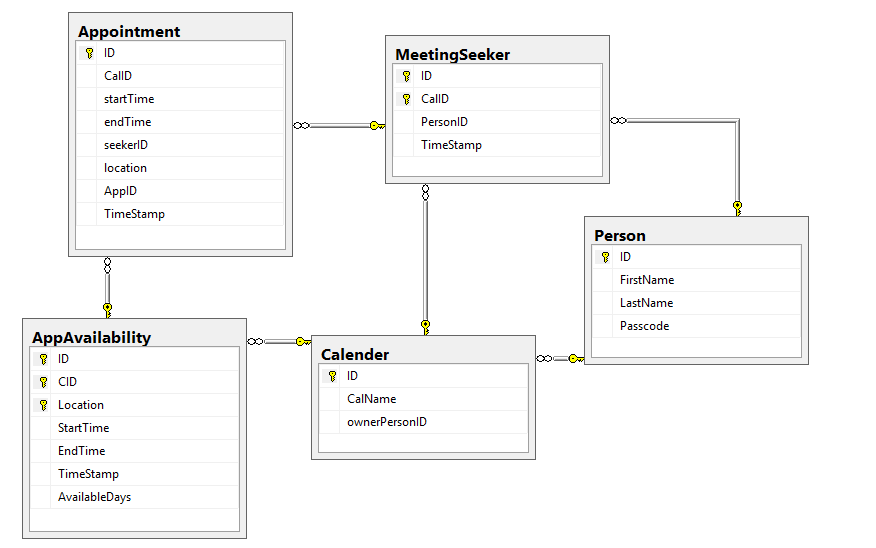 Appointment
ID
CalID
startTime
endTime
seekerID
location
AppID
TimeStamp
MeetingSeeker
ID
CalID
PersonID
TimeStamp
Person
ID
FirstName
LastName
Passcode
AppAvailability
ID
CID
Location
StartTime
EndTime
TimeStamp
AvailableDays
Calender
ID
CalName
ownerPersonID